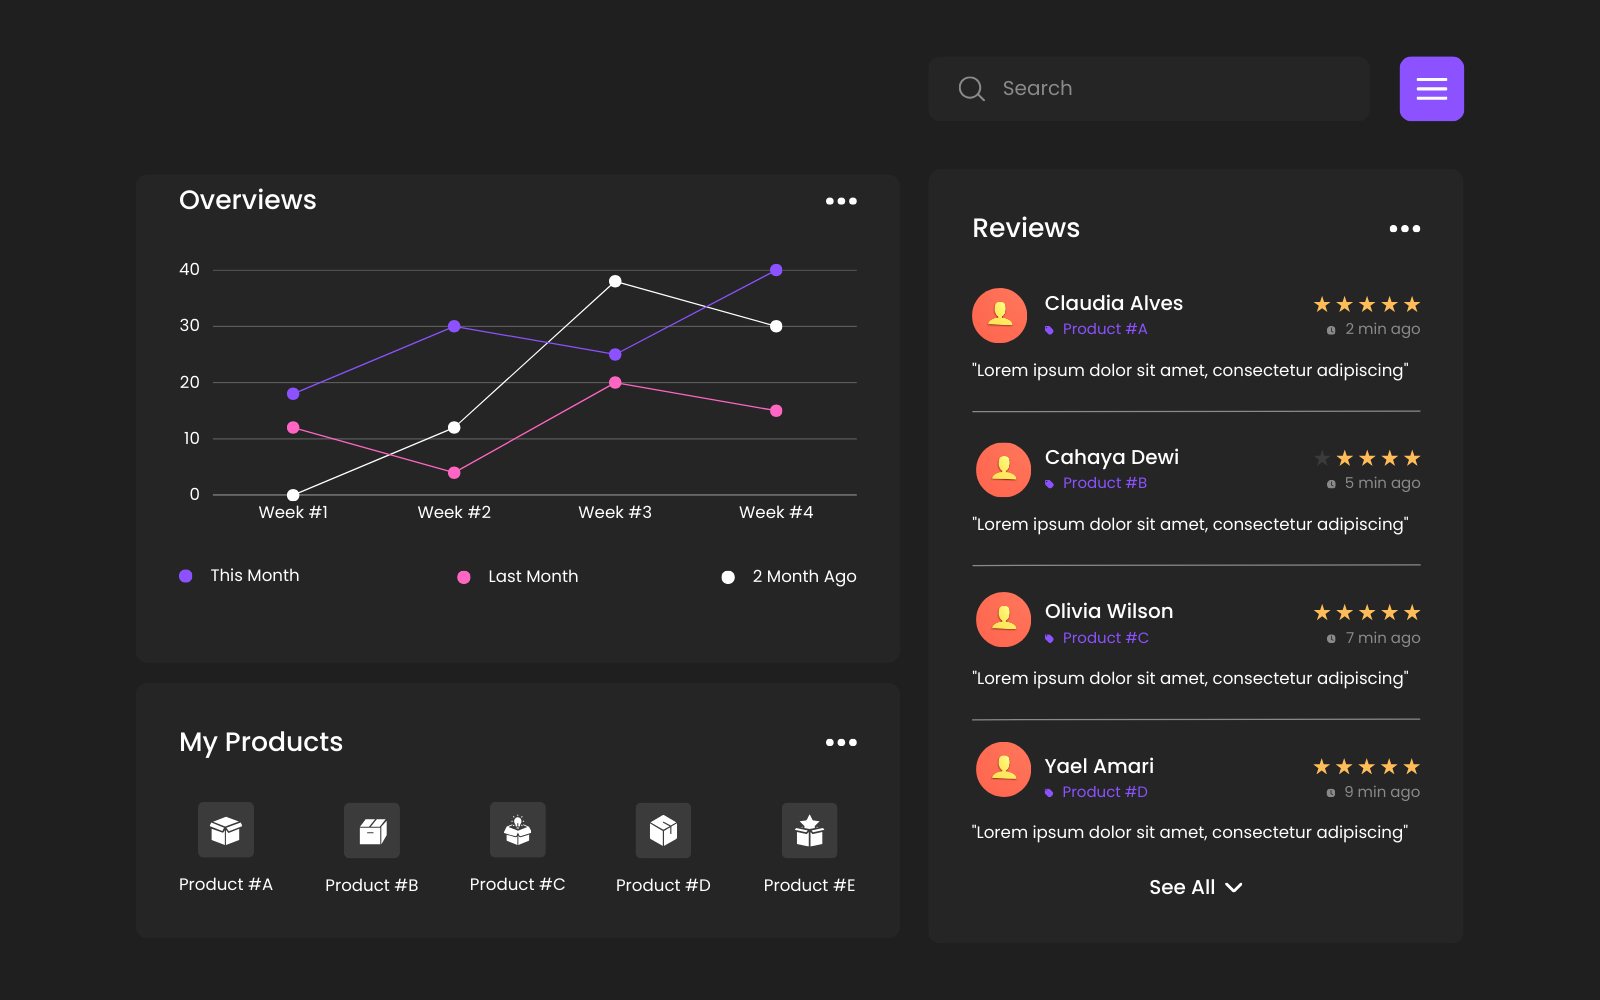 Search
Overviews
40
30
20
10
0
Week #1 Week #2 Week #3 Week #4
This Month Last Month 2 Month Ago
My Products
Product #A Product #B Product #C Product #D Product #E
Reviews
Claudia Alves
Product #A 2 min ago
"Lorem ipsum dolor sit amet, consectetur adipiscing"
Cahaya Dewi
Product #B 5 min ago
"Lorem ipsum dolor sit amet, consectetur adipiscing"
Olivia Wilson
Product #C 7 min ago
"Lorem ipsum dolor sit amet, consectetur adipiscing"
Yael Amari
Product #D 9 min ago
"Lorem ipsum dolor sit amet, consectetur adipiscing"
See All